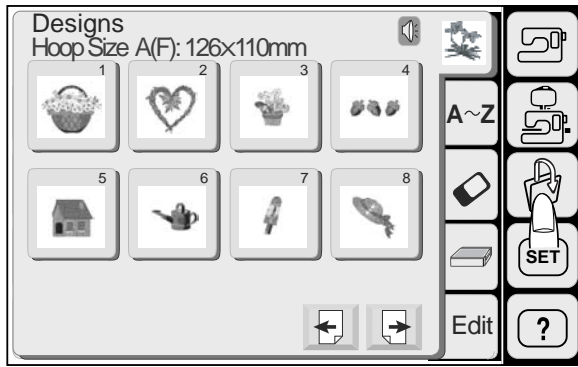 Designs
Hoop Size A(F): 126×110mm
1 2 3 4
5 6 7 8
A~Z
SET
Edit
?